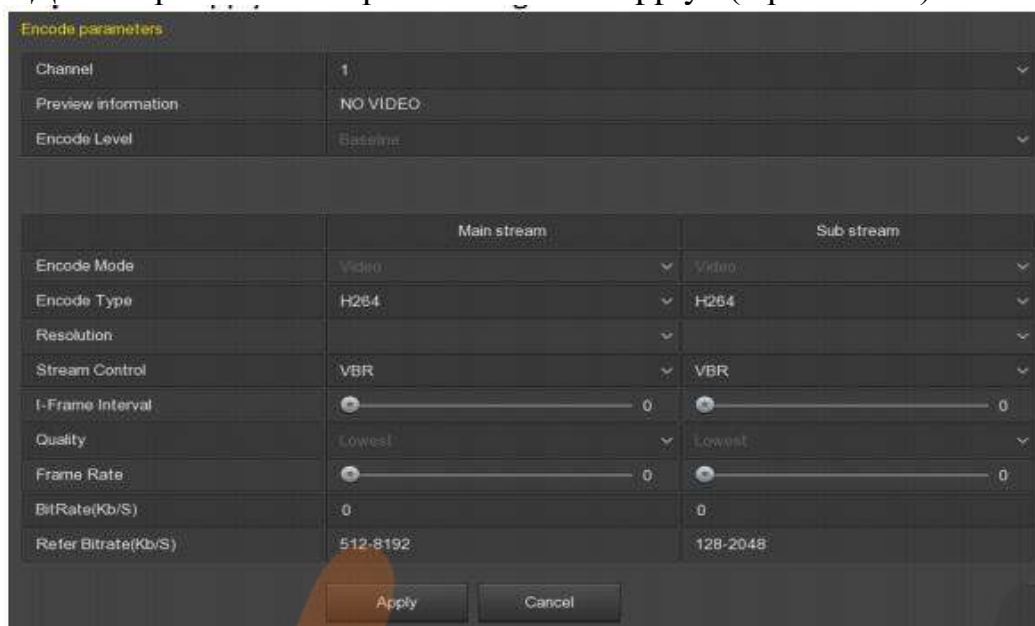 Encode parameters
Channel 1
Preview information NO VIDEO
Encode Level Baseline
Main stream Sub stream
Encode Mode Video Video
Encode Type H264 H264
Resolution
Stream Control VBR VBR
I-Frame Interval 0 0
Quality Lowest Lowest
Frame Rate 0 0
BitRate(Kb/S) 0 0
Refer Bitrate(Kb/S) 512-8192 128-2048
Apply Cancel